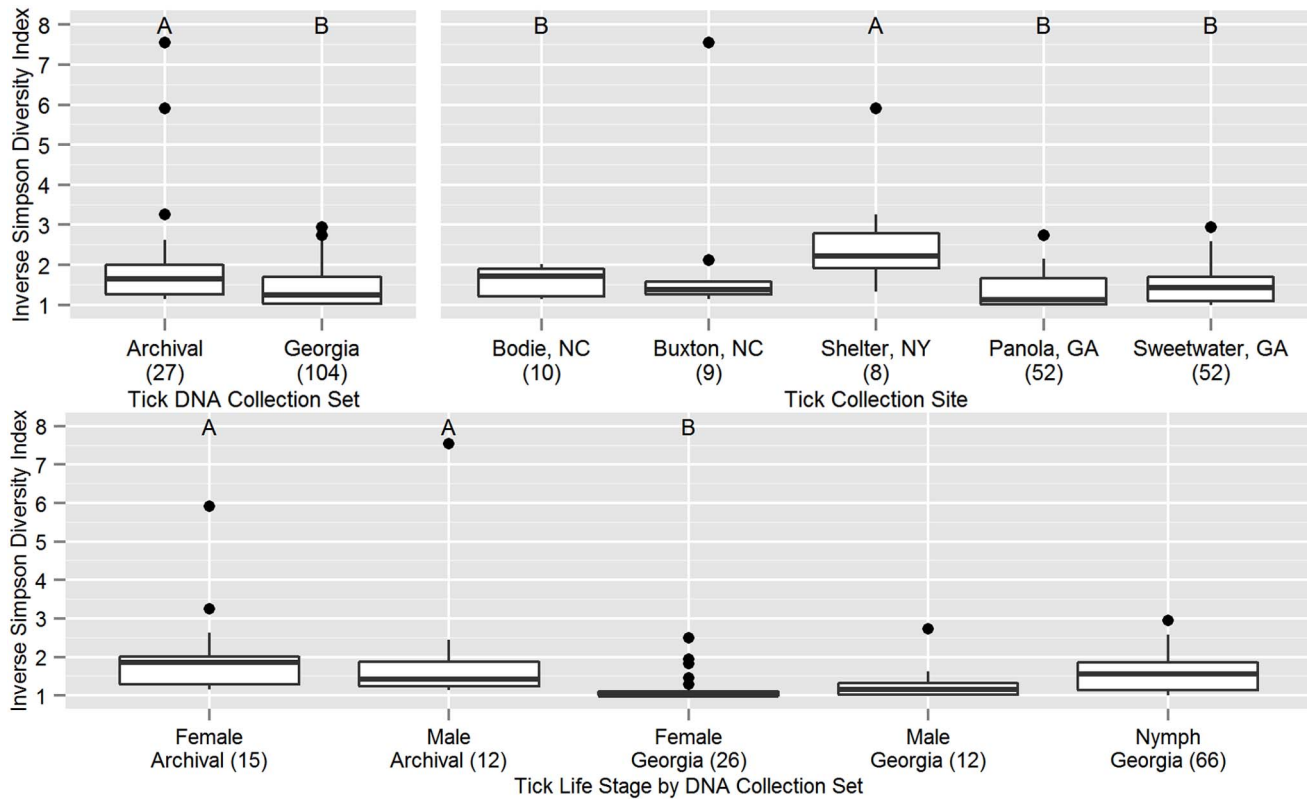 Inverse Simpson Diversity Index
8
7
6
5
4
3
2
1
A
B
B
A
B
B
Archival
(27)
Georgia
(104)
Tick DNA Collection Set
Bodie, NC
(10)
Buxton, NC
(9)
Shelter, NY
(8)
Panola, GA
(52)
Sweetwater, GA
(52)
Tick Collection Site
Inverse Simpson Diversity Index
8
7
6
5
4
3
2
1
A
A
B
Female
Archival (15)
Male
Archival (12)
Female
Georgia (26)
Male
Georgia (12)
Nymph
Georgia (66)
Tick Life Stage by DNA Collection Set